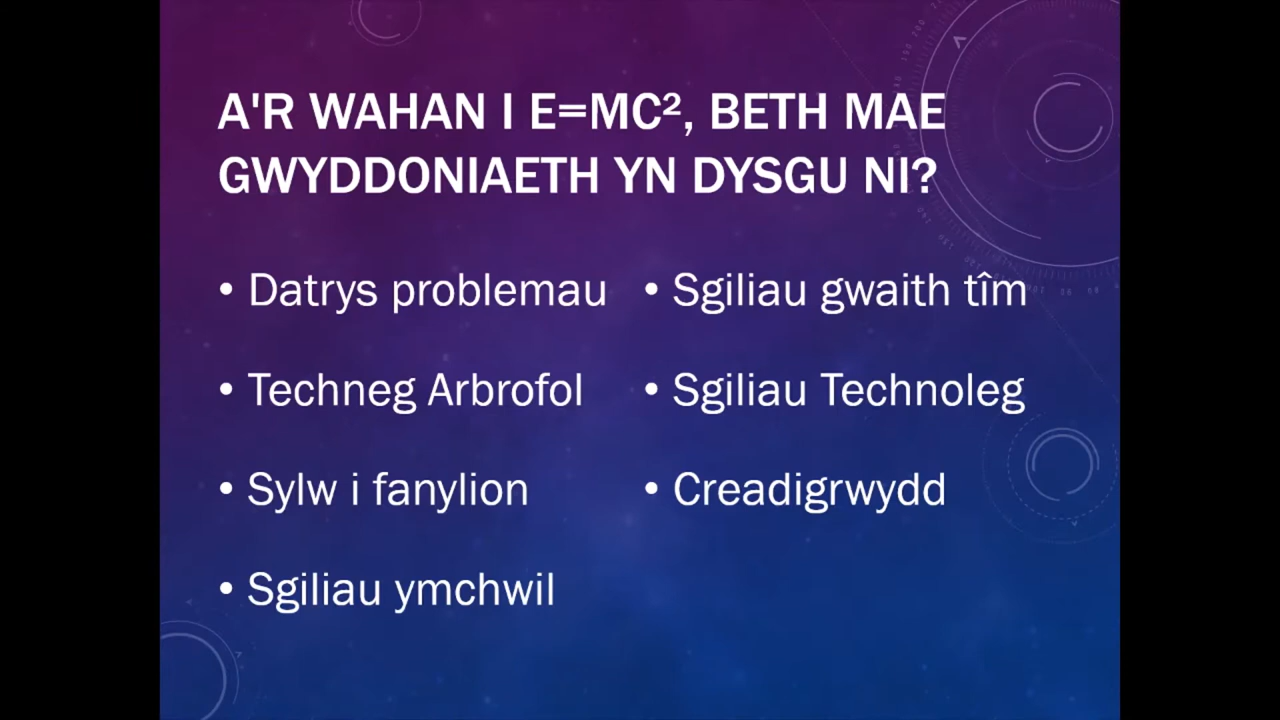 A'R WAHAN I E=MC², BETH MAE
GWYDDONIAETH YN DYSGU NI?
• Datrys problemau
• Techneg Arbrofol
• Sylw i fanylion
• Sgiliau ymchwil
• Sgiliau gwaith tîm
• Sgiliau Technoleg
• Creadigrwydd